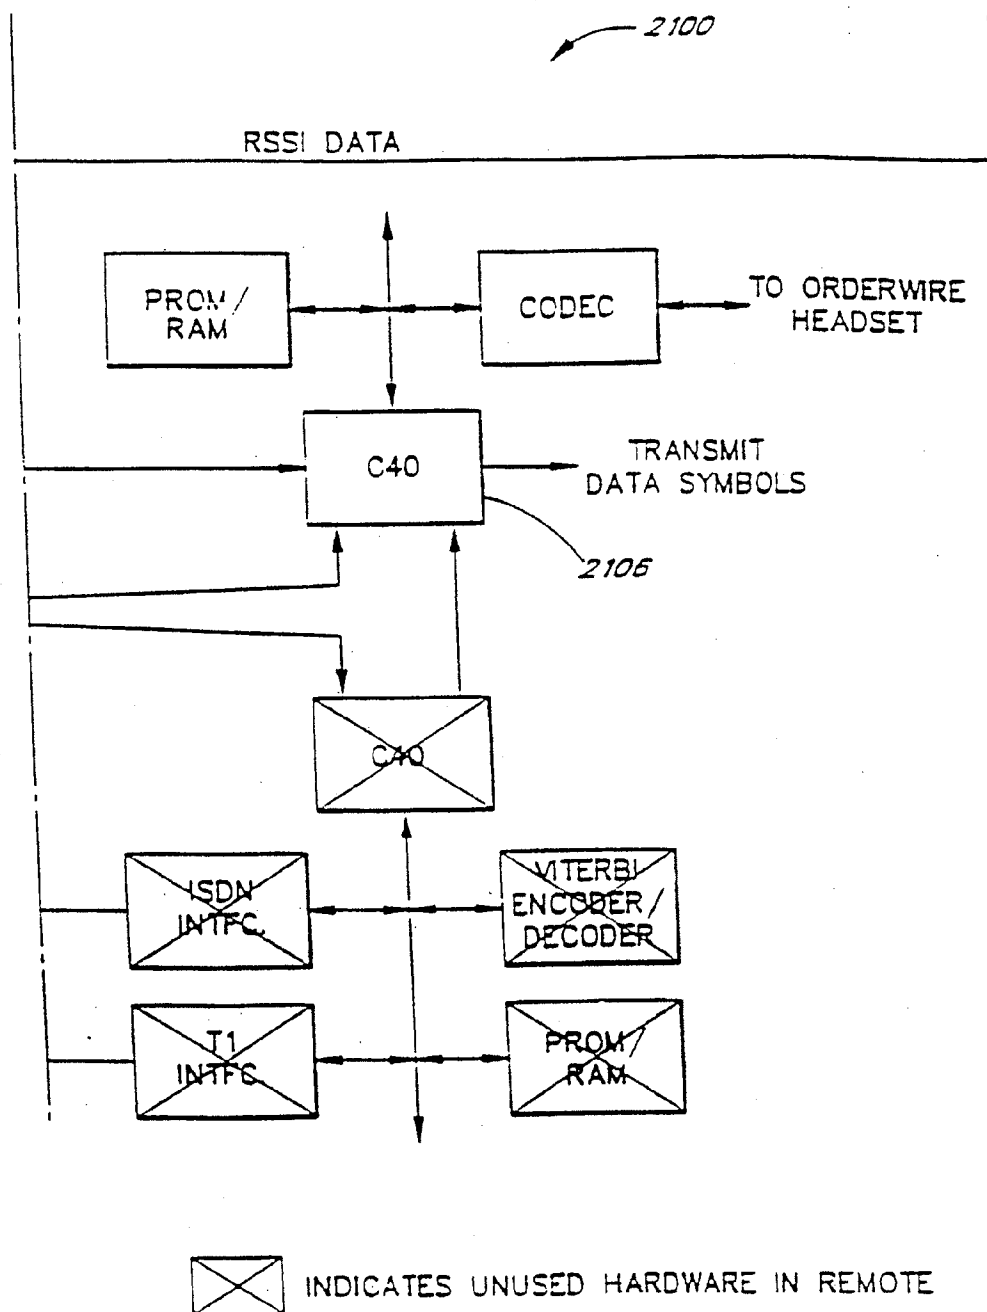 2100
RSSI DATA
PROM/
RAM
CODEC
TO ORDERWIRE
HEADSET
C40
TRANSMIT
DATA SYMBOLS
2106
C40
ISDN
INTFC.
VITERBI
ENCODER/
DECODER
T1
INTFC.
PROM/
RAM
INDICATES UNUSED HARDWARE IN REMOTE